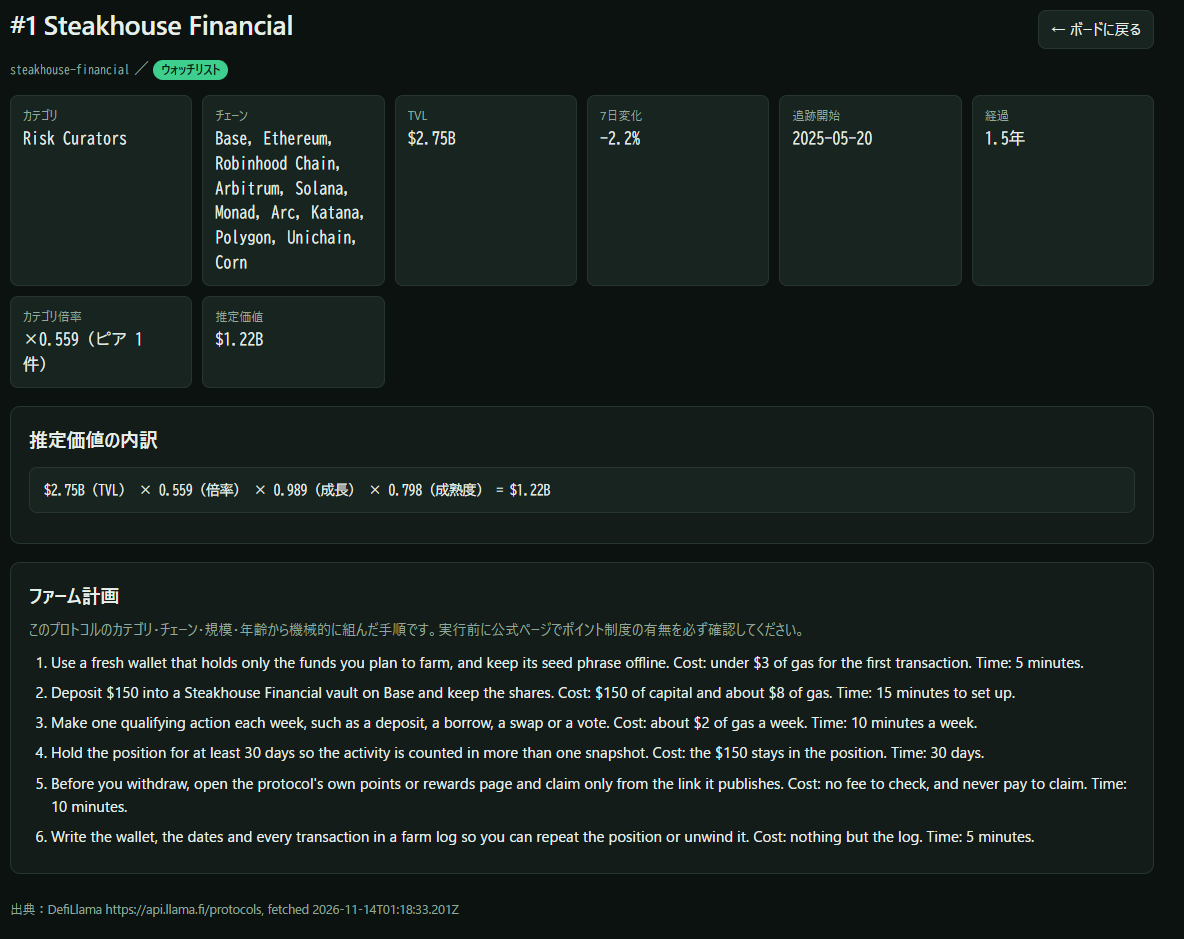 #1 Steakhouse Financial
← ボードに戻る
steakhouse-financial ／ ウォッチリスト
カテゴリ
Risk Curators
チェーン
Base, Ethereum,
Robinhood Chain,
Arbitrum, Solana,
Monad, Arc, Katana,
Polygon, Unichain,
Corn
TVL
$2.75B
7日変化
-2.2%
追跡開始
2025-05-20
経過
1.5年
カテゴリ倍率
×0.559（ピア 1
件）
推定価値
$1.22B
推定価値の内訳
$2.75B（TVL） × 0.559（倍率） × 0.989（成長） × 0.798（成熟度） = $1.22B
ファーム計画
このプロトコルのカテゴリ・チェーン・規模・年齢から機械的に組んだ手順です。実行前に公式ページでポイント制度の有無を必ず確認してください。
1. Use a fresh wallet that holds only the funds you plan to farm, and keep its seed phrase offline. Cost: under $3 of gas for the first transaction. Time: 5 minutes.
2. Deposit $150 into a Steakhouse Financial vault on Base and keep the shares. Cost: $150 of capital and about $8 of gas. Time: 15 minutes to set up.
3. Make one qualifying action each week, such as a deposit, a borrow, a swap or a vote. Cost: about $2 of gas a week. Time: 10 minutes a week.
4. Hold the position for at least 30 days so the activity is counted in more than one snapshot. Cost: the $150 stays in the position. Time: 30 days.
5. Before you withdraw, open the protocol's own points or rewards page and claim only from the link it publishes. Cost: no fee to check, and never pay to claim. Time:
10 minutes.
6. Write the wallet, the dates and every transaction in a farm log so you can repeat the position or unwind it. Cost: nothing but the log. Time: 5 minutes.
出典：DefiLlama https://api.llama.fi/protocols, fetched 2026-11-14T01:18:33.201Z